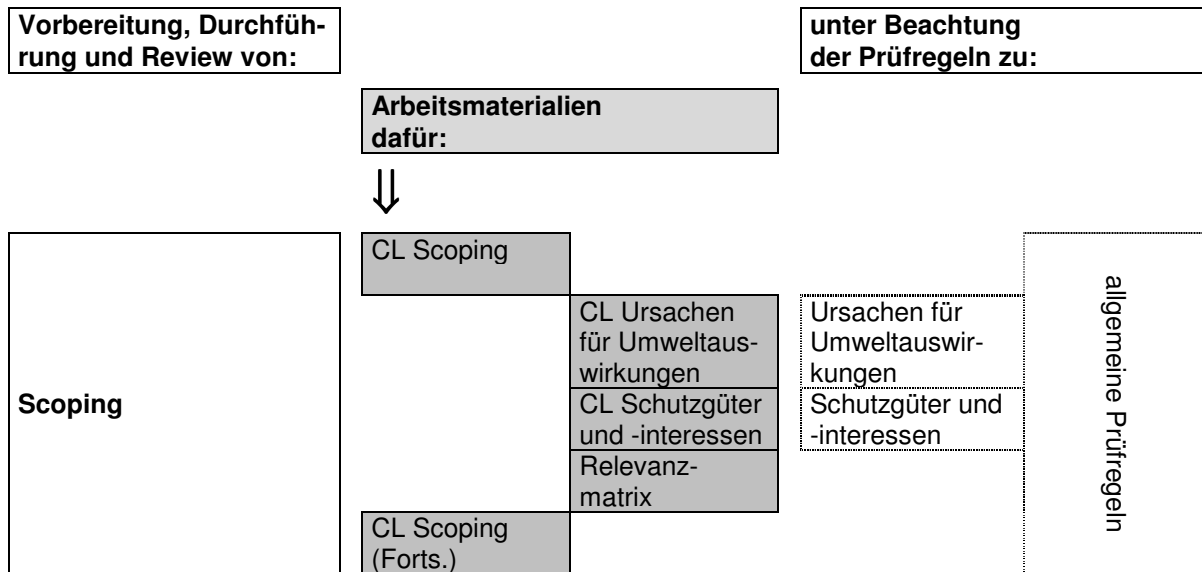 Vorbereitung, Durchfüh-
rung und Review von:
unter Beachtung
der Prüfregeln zu:
Arbeitsmaterialien
dafür:
⇓
Scoping
CL Scoping
CL Ursachen
für Umweltaus-
wirkungen
CL Schutzgüter
und -interessen
Relevanz-
matrix
CL Scoping
(Forts.)
Ursachen für
Umweltauswir-
kungen
Schutzgüter und
-interessen
allgemeine Prüfregeln